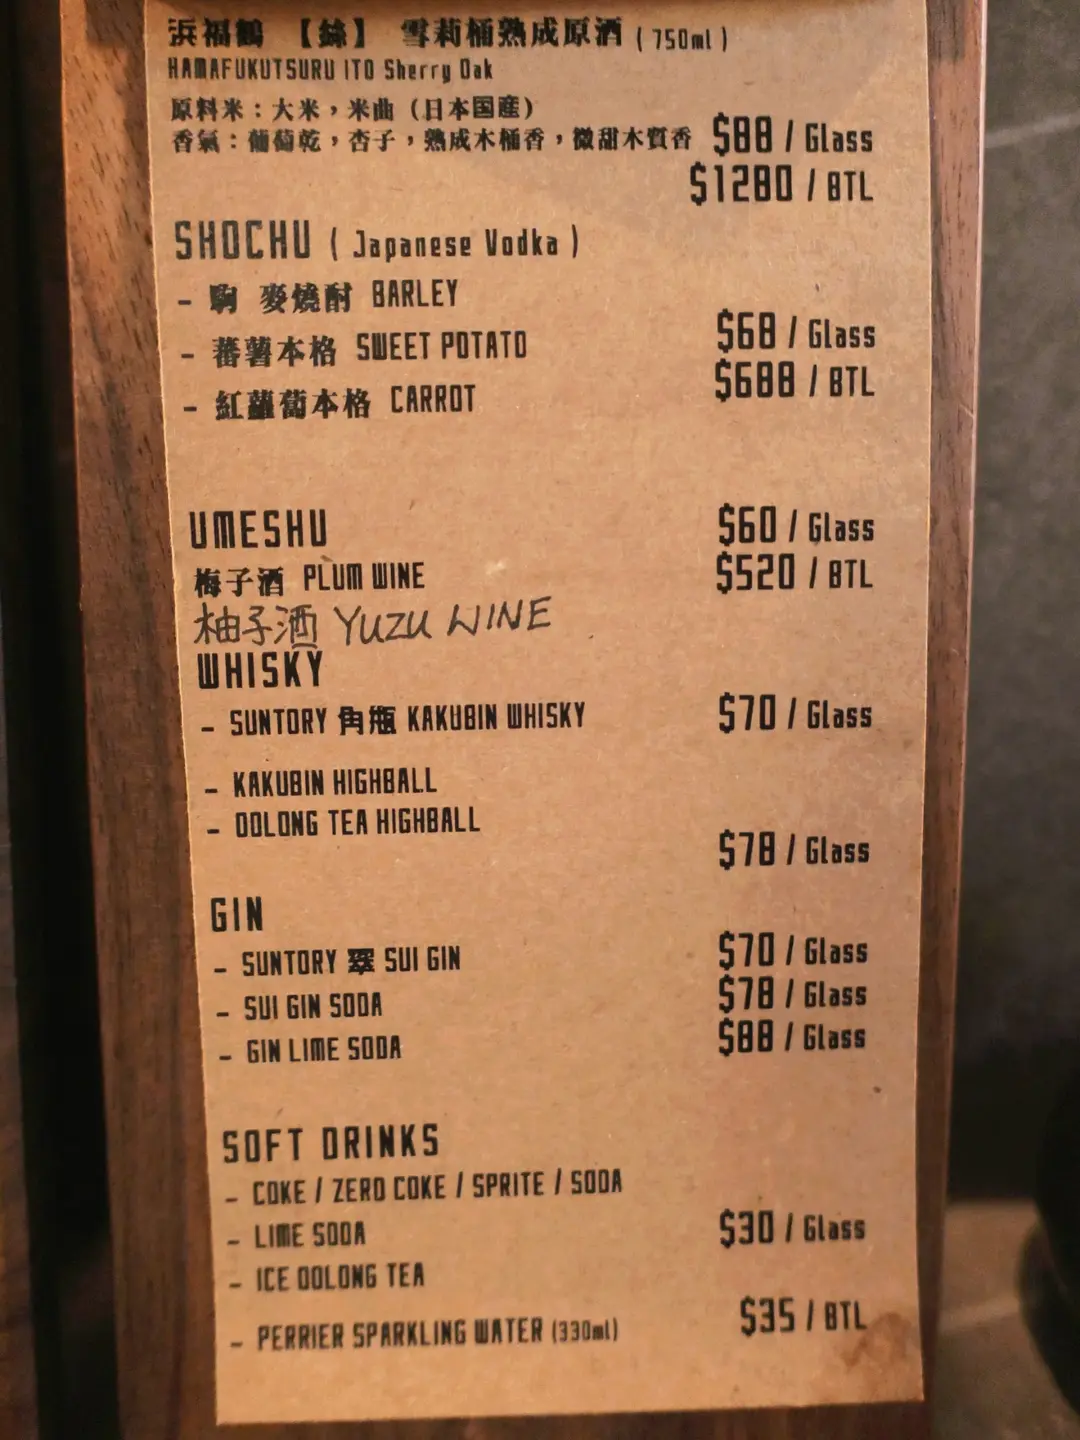 浜福鶴 【絲】 雪莉桶熟成原酒 ( 750ml )
HAMAFUKUTSURU ITO Sherry Oak
原料米：大米，米曲（日本国産）
香氣：葡萄乾，杏子，熟成木桶香，微甜木質香 $88 / Glass
$1280 / BTL
SHOCHU ( Japanese Vodka )
- 駒 麥燒酎 BARLEY
- 蕃薯本格 SWEET POTATO $68 / Glass
$688 / BTL
- 紅蘿蔔本格 CARROT
UMESHU $60 / Glass
梅子酒 PLUM WINE $520 / BTL
柚子酒 YUZU WINE
WHISKY
- SUNTORY 角瓶 KAKUBIN WHISKY $70 / Glass
- KAKUBIN HIGHBALL
- OOLONG TEA HIGHBALL
$78 / Glass
GIN
- SUNTORY 翠 SUI GIN $70 / Glass
- SUI GIN SODA $78 / Glass
- GIN LIME SODA $88 / Glass
SOFT DRINKS
- COKE / ZERO COKE / SPRITE / SODA
- LIME SODA $30 / Glass
- ICE OOLONG TEA
- PERRIER SPARKLING WATER (330ml) $35 / BTL